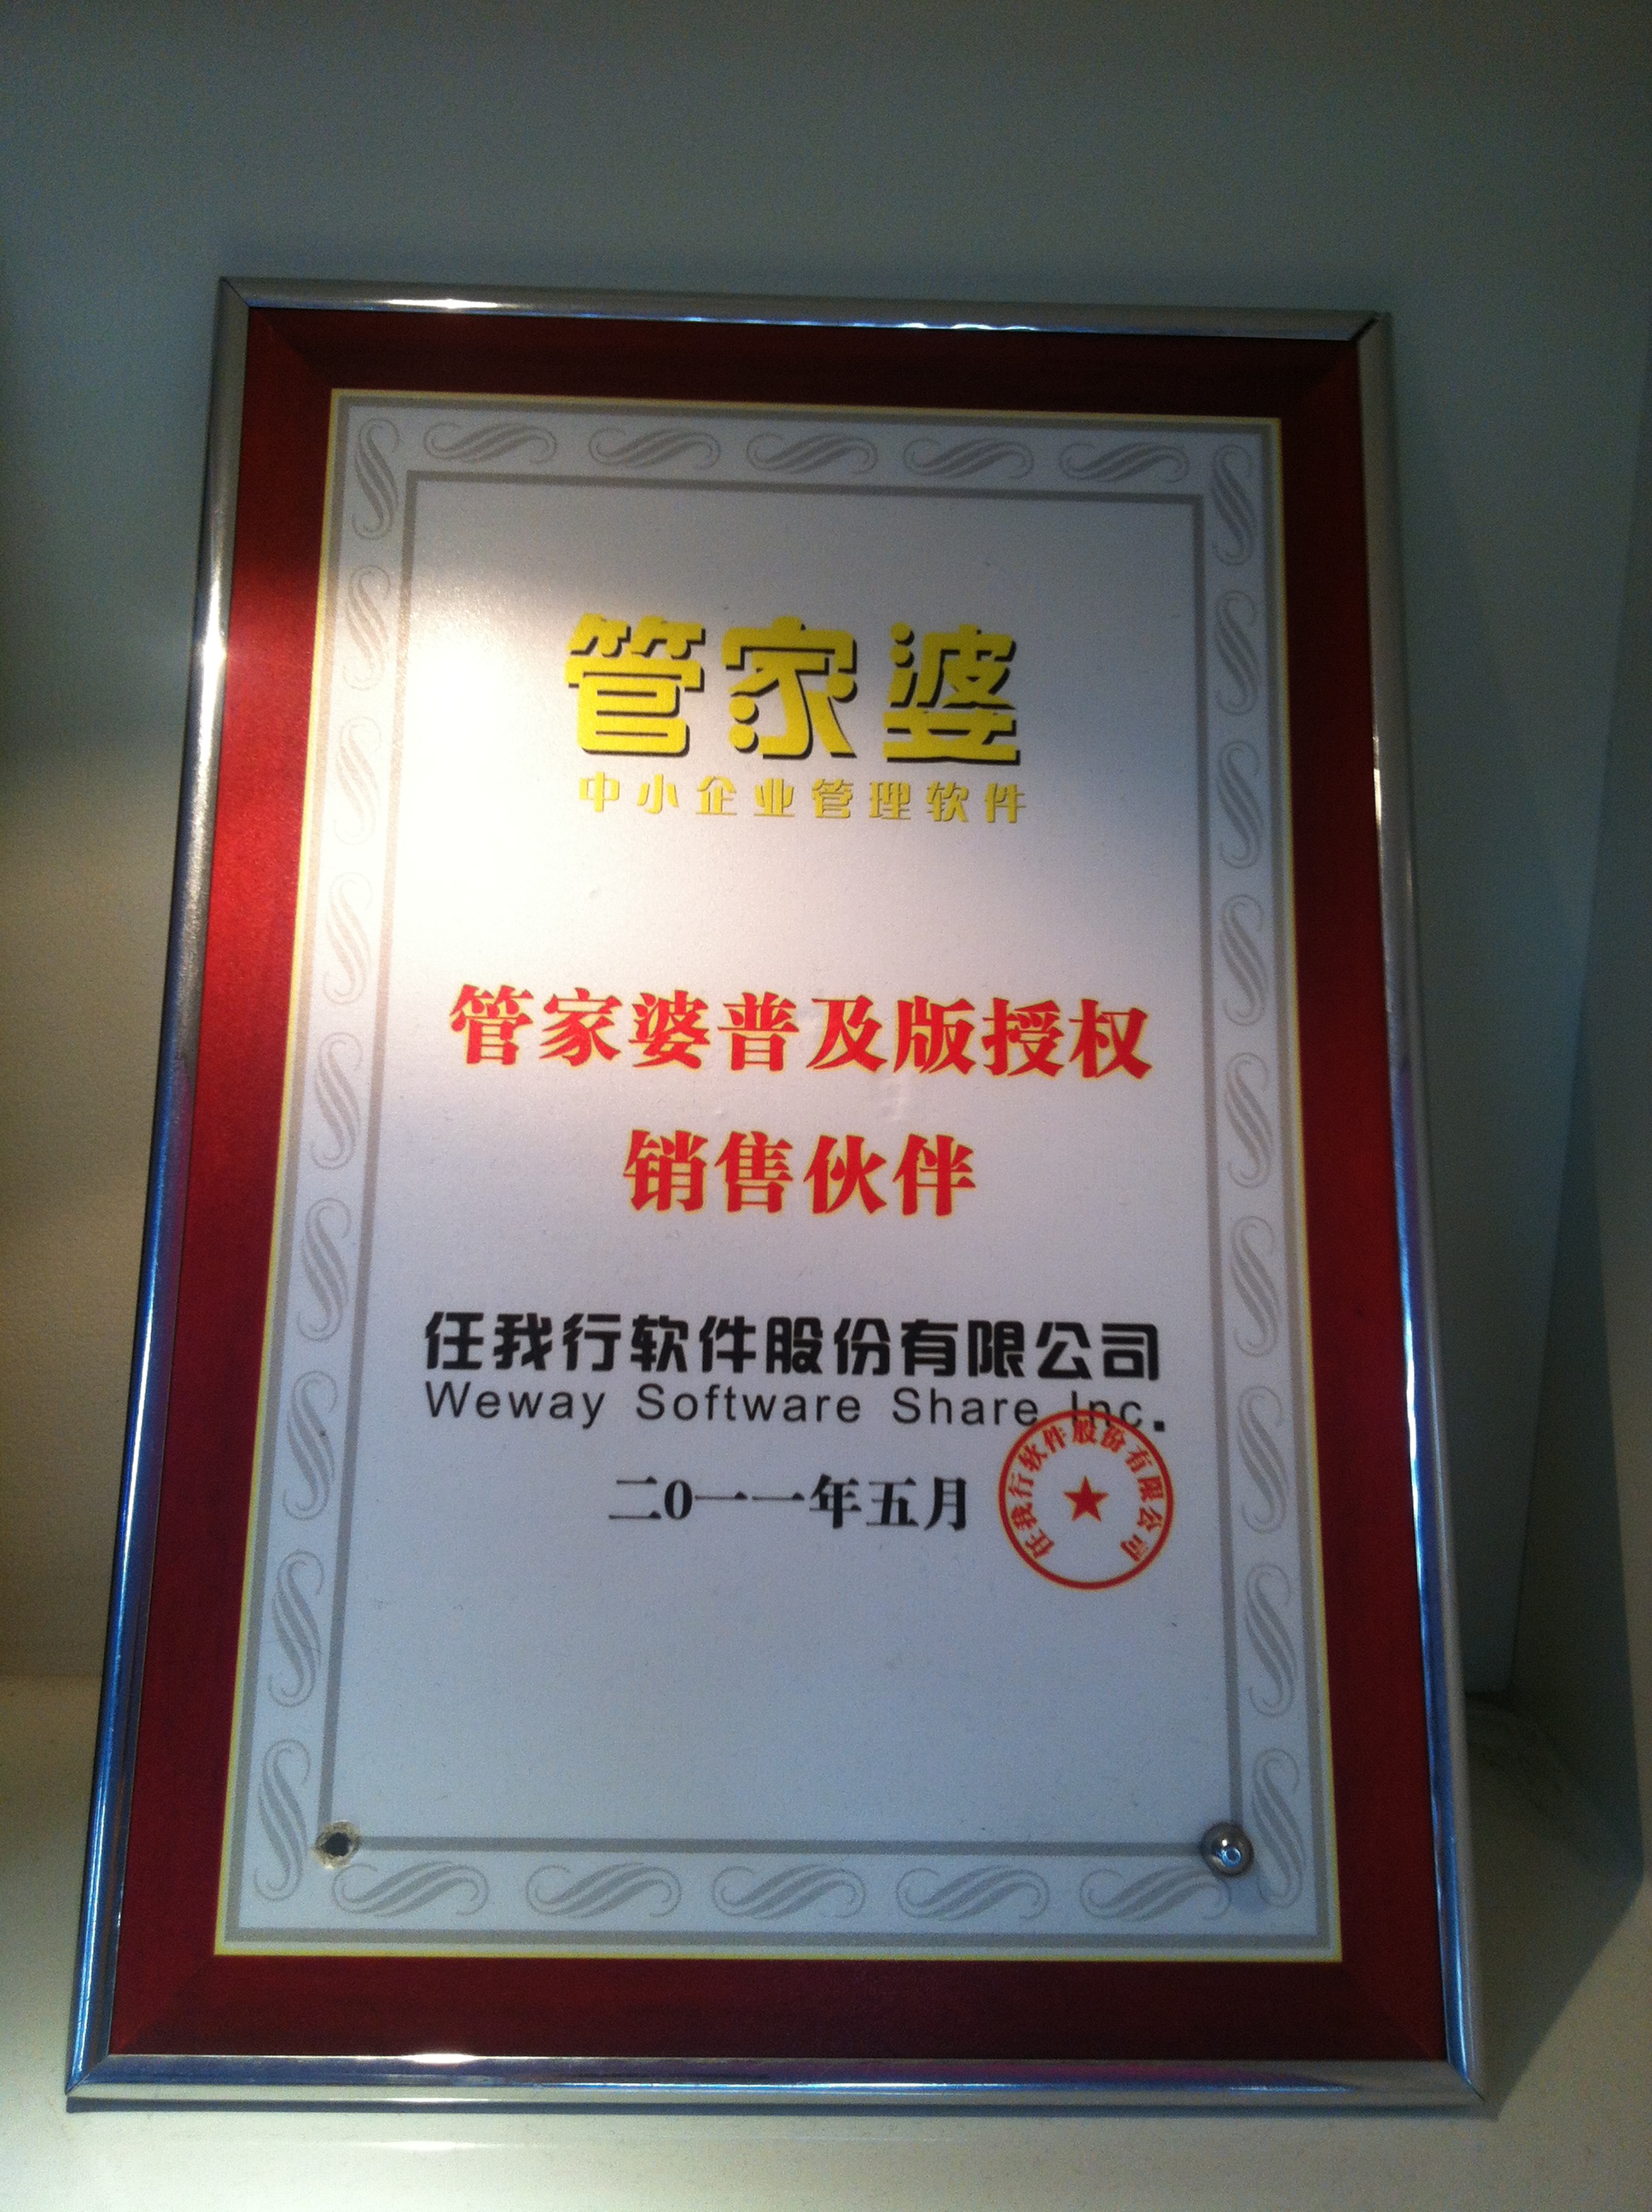 管家婆
中小企业管理软件
管家婆普及版授权
销售伙伴
任我行软件股份有限公司
Weway Software Share Inc.
二0一一年五月
任我行软件股份有限公司